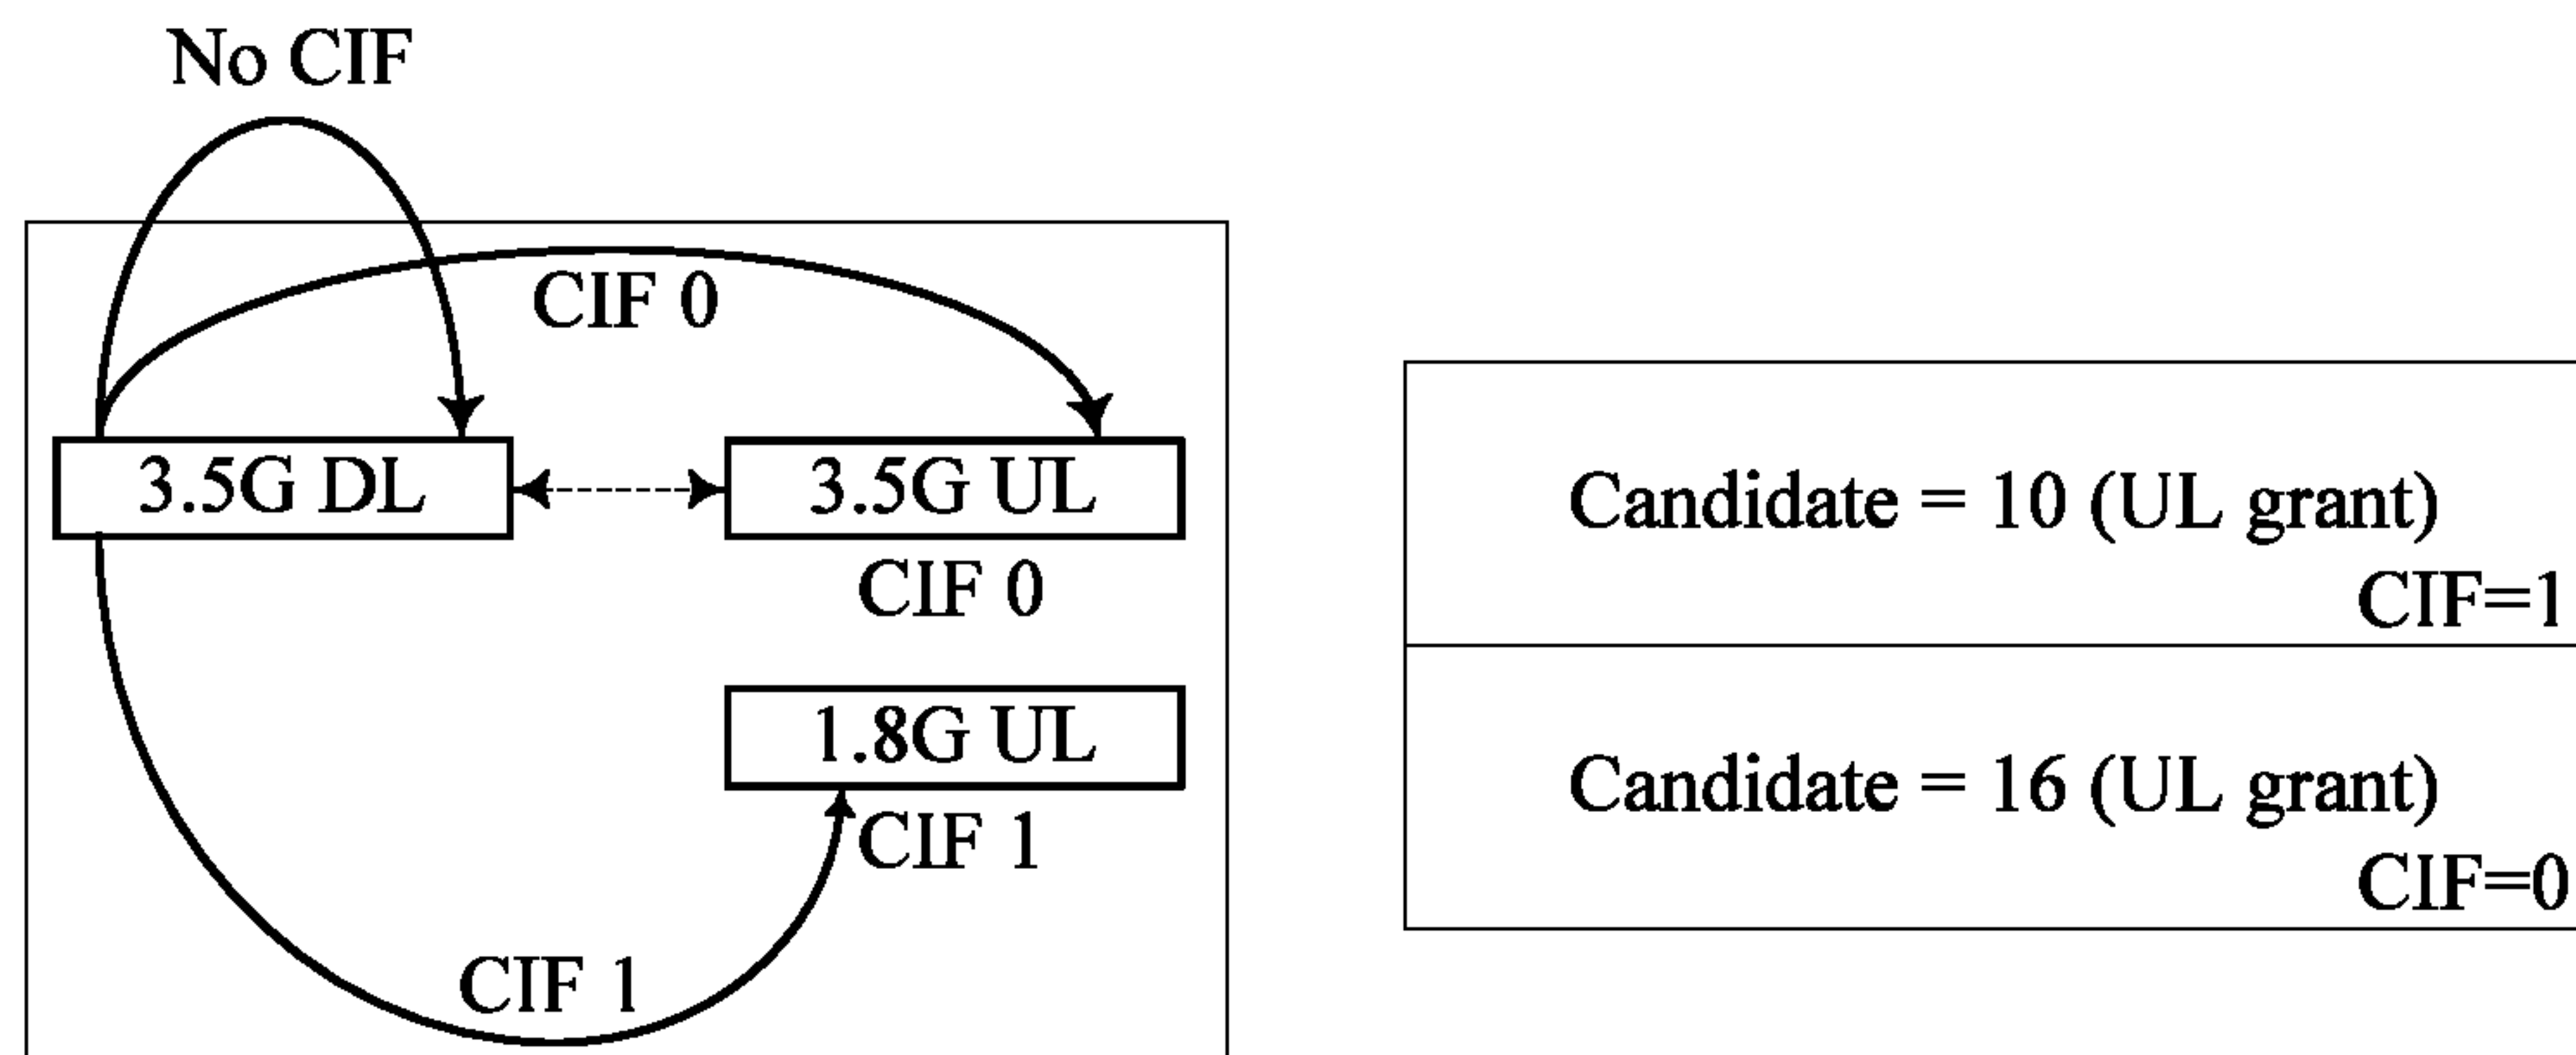 No CIF
CIF 0
3.5G DL
3.5G UL
CIF 0
1.8G UL
CIF 1
CIF 1
Candidate = 10 (UL grant)
CIF=1
Candidate = 16 (UL grant)
CIF=0